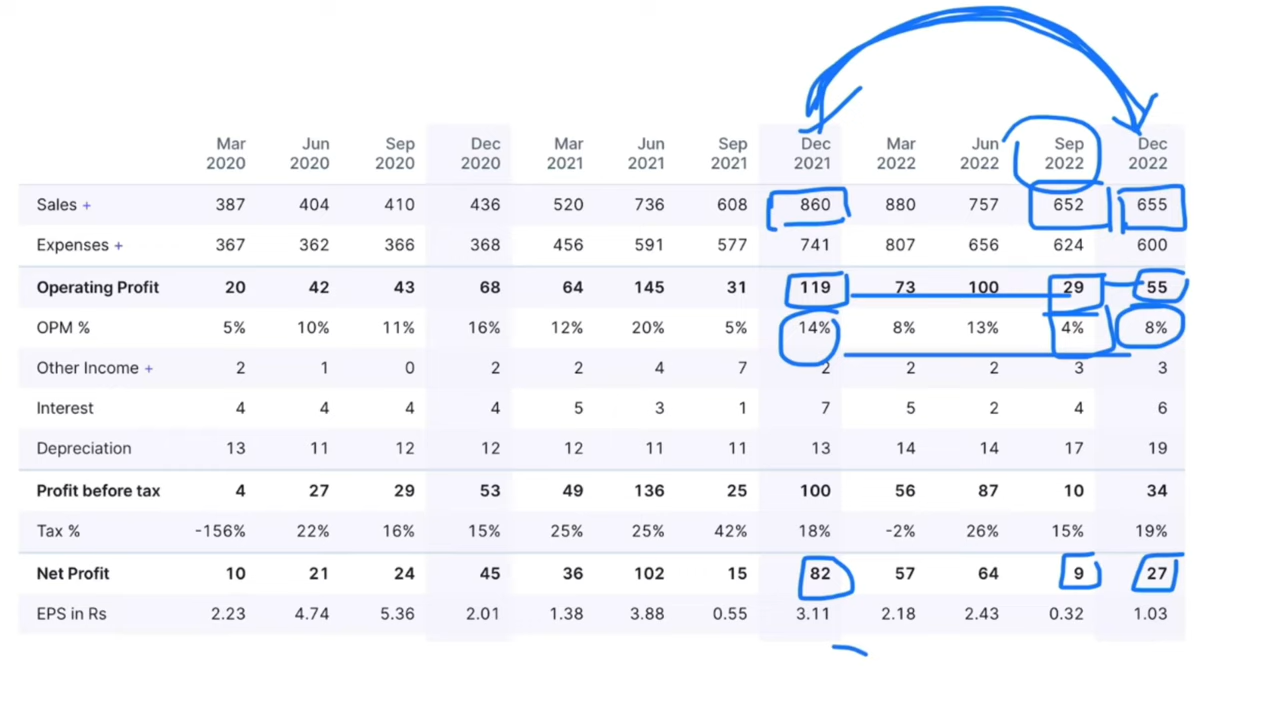 Mar 2020 Jun 2020 Sep 2020 Dec 2020 Mar 2021 Jun 2021 Sep 2021 Dec 2021 Mar 2022 Jun 2022 Sep 2022 Dec 2022
Sales + 387 404 410 436 520 736 608 860 880 757 652 655
Expenses + 367 362 366 368 456 591 577 741 807 656 624 600
Operating Profit 20 42 43 68 64 145 31 119 73 100 29 55
OPM % 5% 10% 11% 16% 12% 20% 5% 14% 8% 13% 4% 8%
Other Income + 2 1 0 2 2 4 7 2 2 2 3 3
Interest 4 4 4 4 5 3 1 7 5 2 4 6
Depreciation 13 11 12 12 12 11 11 13 14 14 17 19
Profit before tax 4 27 29 53 49 136 25 100 56 87 10 34
Tax % -156% 22% 16% 15% 25% 25% 42% 18% -2% 26% 15% 19%
Net Profit 10 21 24 45 36 102 15 82 57 64 9 27
EPS in Rs 2.23 4.74 5.36 2.01 1.38 3.88 0.55 3.11 2.18 2.43 0.32 1.03